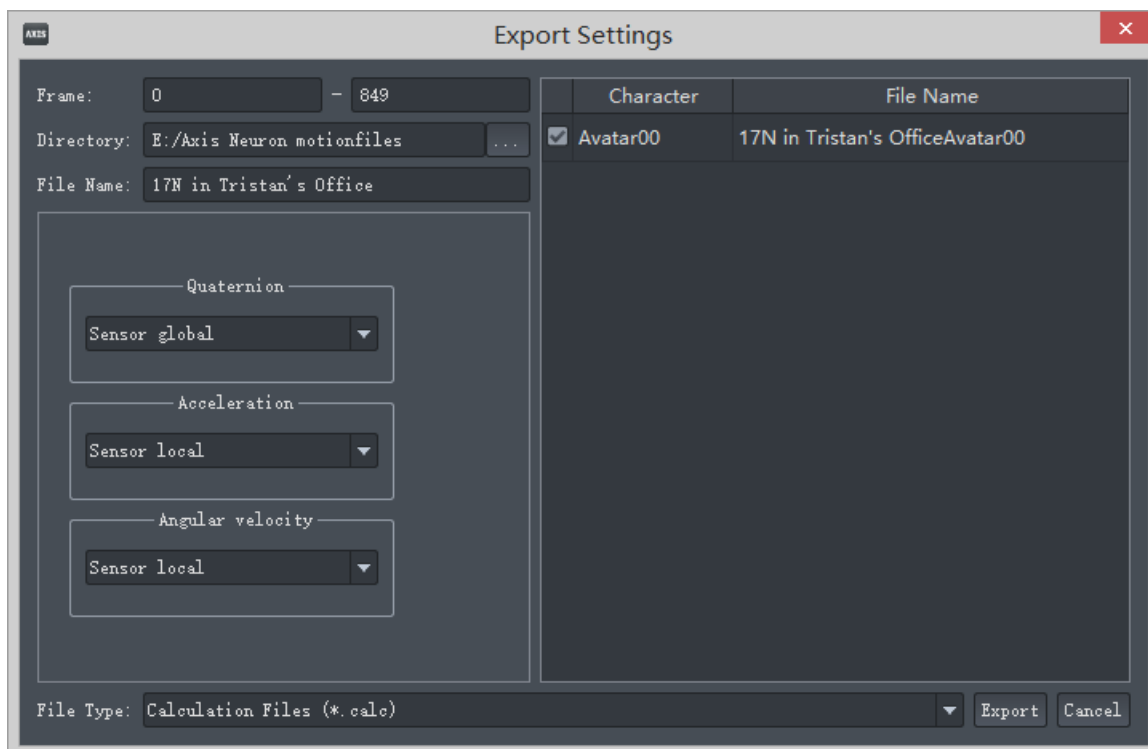 AXIS
Export Settings
Frame: 0 - 849
Directory: E:/Axis Neuron motionfiles ...
File Name: 17N in Tristan's Office
Quaternion
Sensor global
Acceleration
Sensor local
Angular velocity
Sensor local
Character File Name
Avatar00 17N in Tristan's OfficeAvatar00
File Type: Calculation Files (*.calc) Export Cancel